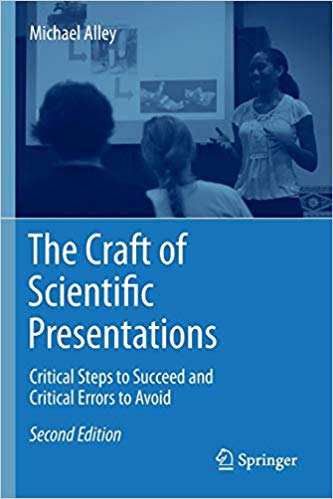 Michael Alley
The Craft of
Scientific
Presentations
Critical Steps to Succeed and
Critical Errors to Avoid
Second Edition
Springer